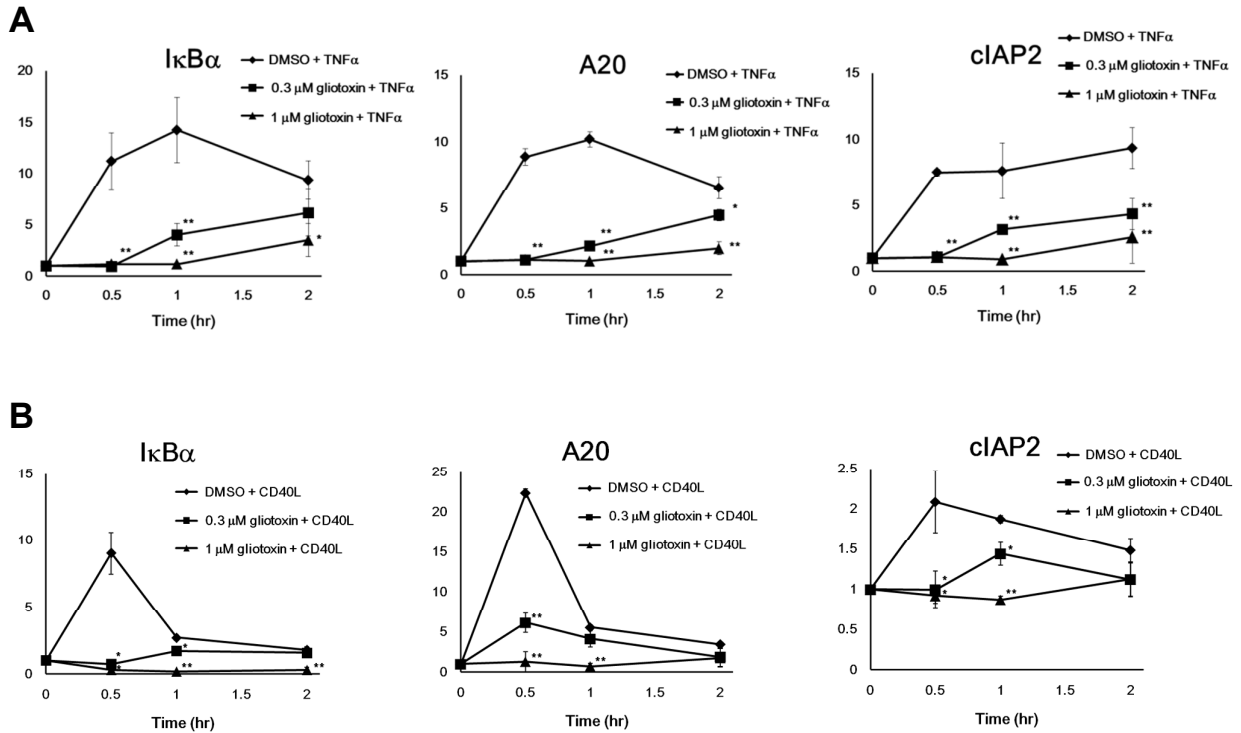 A
IκBα
DMSO + TNFα
0.3 μM gliotoxin + TNFα
1 μM gliotoxin + TNFα
20
15
10
5
0
**
**
**
*
0
0.5
1
1.5
2
Time (hr)
A20
DMSO + TNFα
0.3 μM gliotoxin + TNFα
1 μM gliotoxin + TNFα
15
10
5
0
**
**
**
*
**
0
0.5
1
1.5
2
Time (hr)
cIAP2
DMSO + TNFα
0.3 μM gliotoxin + TNFα
1 μM gliotoxin + TNFα
15
10
5
0
**
**
**
**
**
0
0.5
1
1.5
2
Time (hr)
B
IκBα
DMSO + CD40L
0.3 μM gliotoxin + CD40L
1 μM gliotoxin + CD40L
15
10
5
0
*
*
*
**
**
0
0.5
1
1.5
2
Time (hr)
A20
DMSO + CD40L
0.3 μM gliotoxin + CD40L
1 μM gliotoxin + CD40L
25
20
15
10
5
0
**
**
**
0
0.5
1
1.5
2
Time (hr)
cIAP2
DMSO + CD40L
0.3 μM gliotoxin + CD40L
1 μM gliotoxin + CD40L
2.5
2
1.5
1
0.5
0
*
*
*
**
0
0.5
1
1.5
2
Time (hr)